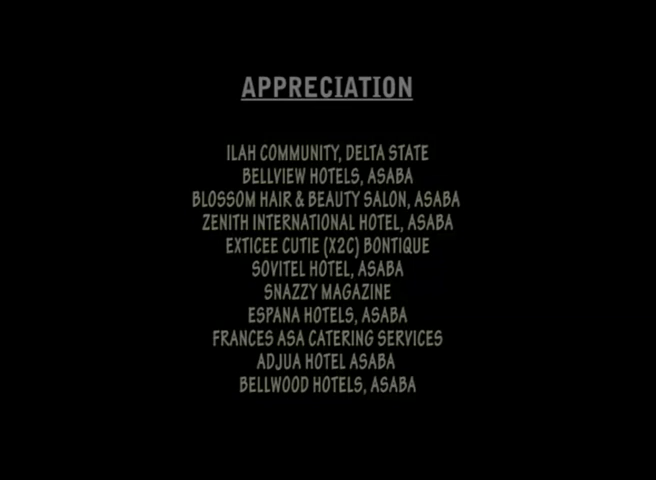 APPRECIATION
ILAH COMMUNITY, DELTA STATE
BELLVIEW HOTELS, ASABA
BLOSSOM HAIR & BEAUTY SALON, ASABA
ZENITH INTERNATIONAL HOTEL, ASABA
EXTICEE CUTIE (X2C) BONTIQUE
SOVITEL HOTEL, ASABA
SNAZZY MAGAZINE
ESPANA HOTELS, ASABA
FRANCES ASA CATERING SERVICES
ADJUA HOTEL ASABA
BELLWOOD HOTELS, ASABA